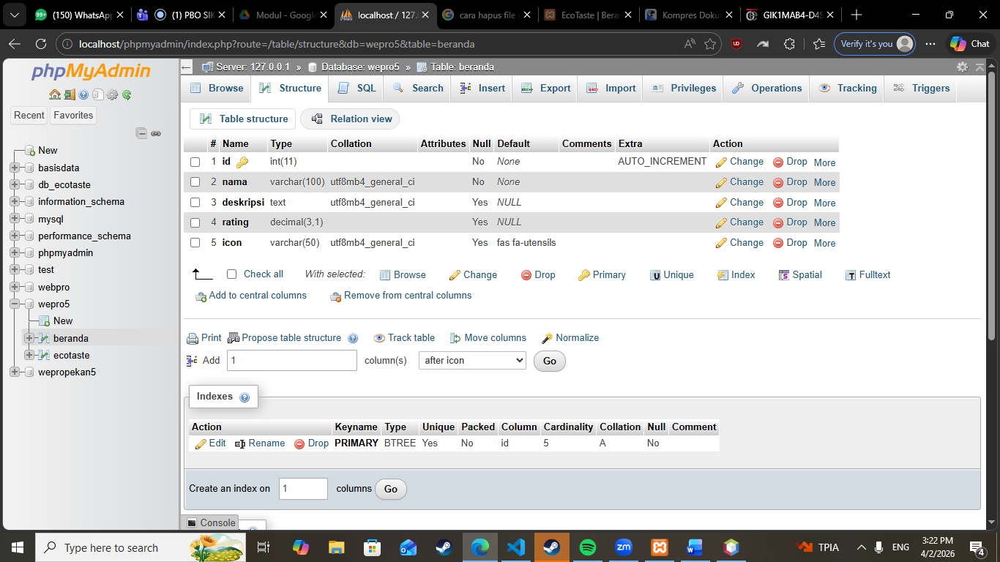 (150) WhatsApp
(1) PBO SIK
Modul - Google
localhost / 127.
cara hapus file
EcoTaste | Bera
Kompres Doku
GIK1MAB4-D4S
localhost/phpmyadmin/index.php?route=/table/structure&db=wepro5&table=beranda
Verify it's you
Chat
phpMyAdmin
Recent
Favorites
New
basisdata
db_ecotaste
information_schema
mysql
performance_schema
phpmyadmin
test
webpro
wepro5
New
beranda
ecotaste
wepropekan5
Server: 127.0.0.1 » Database: wepro5 » Table: beranda
Browse Structure SQL Search Insert Export Import Privileges Operations Tracking Triggers
Table structure Relation view
# Name Type Collation Attributes Null Default Comments Extra Action
1 id int(11) No None AUTO_INCREMENT Change Drop More
2 nama varchar(100) utf8mb4_general_ci No None Change Drop More
3 deskripsi text utf8mb4_general_ci Yes NULL Change Drop More
4 rating decimal(3,1) Yes NULL Change Drop More
5 icon varchar(50) utf8mb4_general_ci Yes fas fa-utensils Change Drop More
Check all With selected: Browse Change Drop Primary Unique Index Spatial Fulltext
Add to central columns Remove from central columns
Print Propose table structure Track table Move columns Normalize
Add 1 column(s) after icon Go
Indexes
Action Keyname Type Unique Packed Column Cardinality Collation Null Comment
Edit Rename Drop PRIMARY BTREE Yes No id 5 A No
Create an index on 1 columns Go
Console
Type here to search
TPIA
ENG
3:22 PM
4/2/2026
4